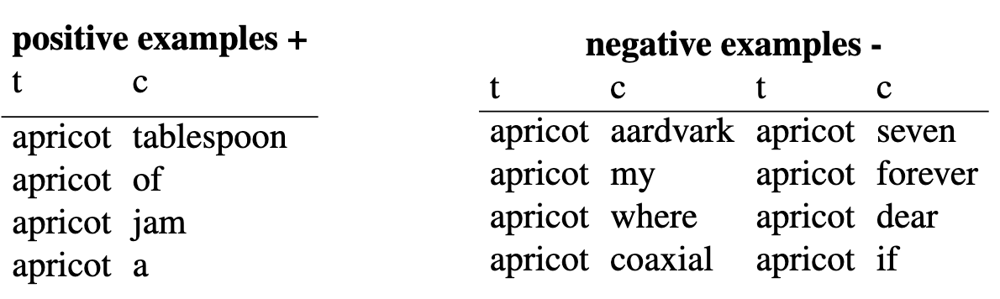 positive examples +
t c
apricot tablespoon
apricot of
apricot jam
apricot a
negative examples -
t c t c
apricot aardvark apricot seven
apricot my apricot forever
apricot where apricot dear
apricot coaxial apricot if